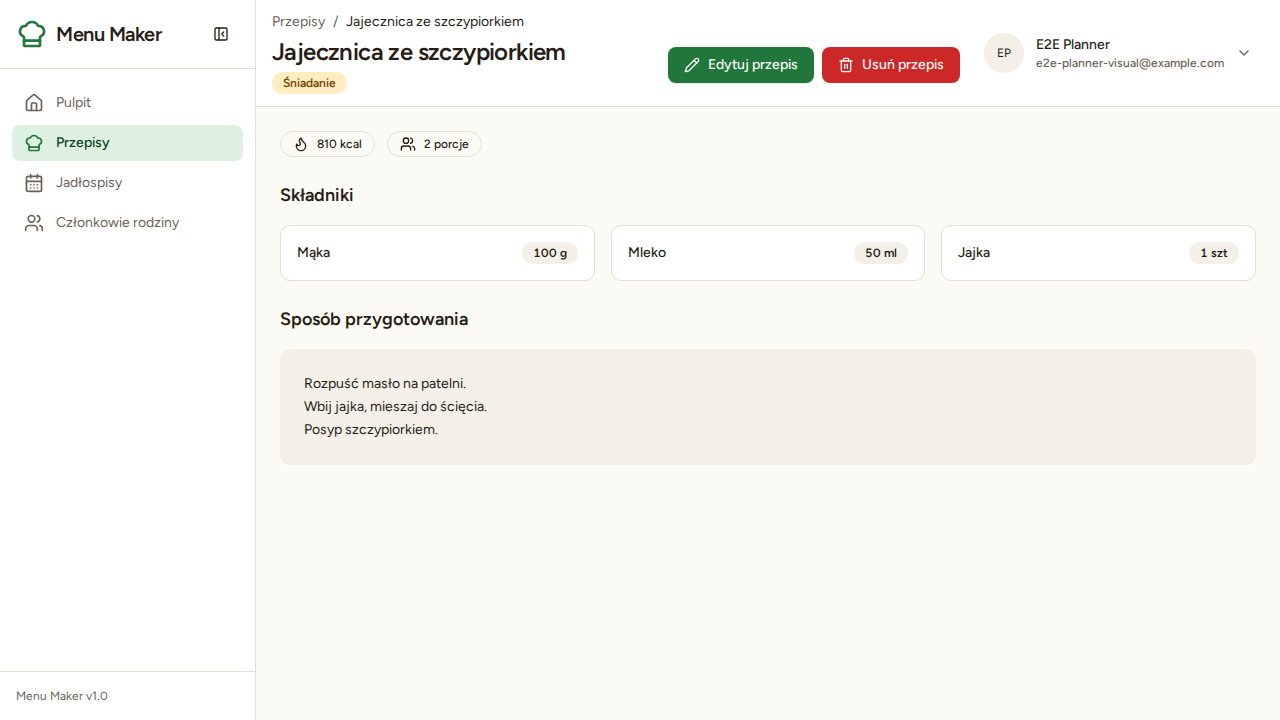 Menu Maker
Pulpit
Przepisy
Jadłospisy
Członkowie rodziny
Menu Maker v1.0
Przepisy / Jajecznica ze szczypiorkiem
Jajecznica ze szczypiorkiem
Śniadanie
Edytuj przepis
Usuń przepis
EP
E2E Planner
e2e-planner-visual@example.com
810 kcal
2 porcje
Składniki
Mąka 100 g
Mleko 50 ml
Jajka 1 szt
Sposób przygotowania
Rozpuść masło na patelni.
Wbij jajka, mieszaj do ścięcia.
Posyp szczypiorkiem.